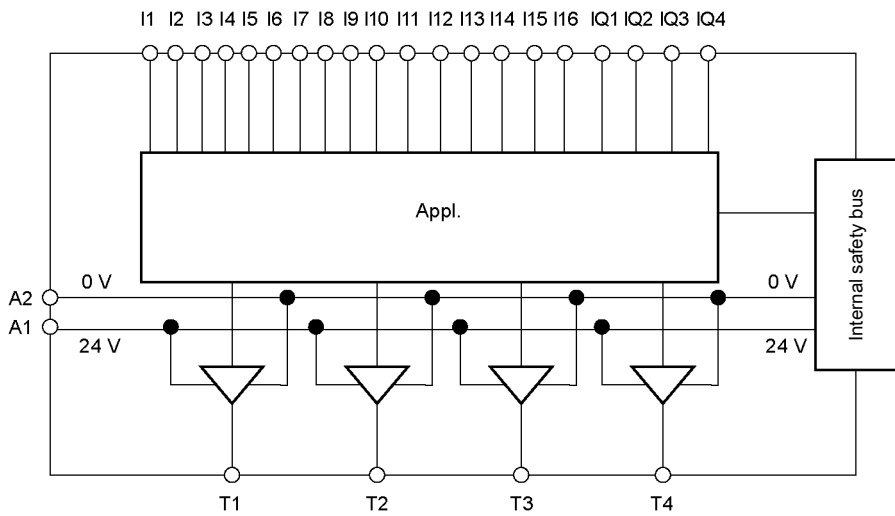 I1 I2 I3 I4 I5 I6 I7 I8 I9 I10 I11 I12 I13 I14 I15 I16 IQ1 IQ2 IQ3 IQ4
Appl.
Internal safety bus
A2 0 V 0 V
A1
24 V 24 V
T1 T2 T3 T4